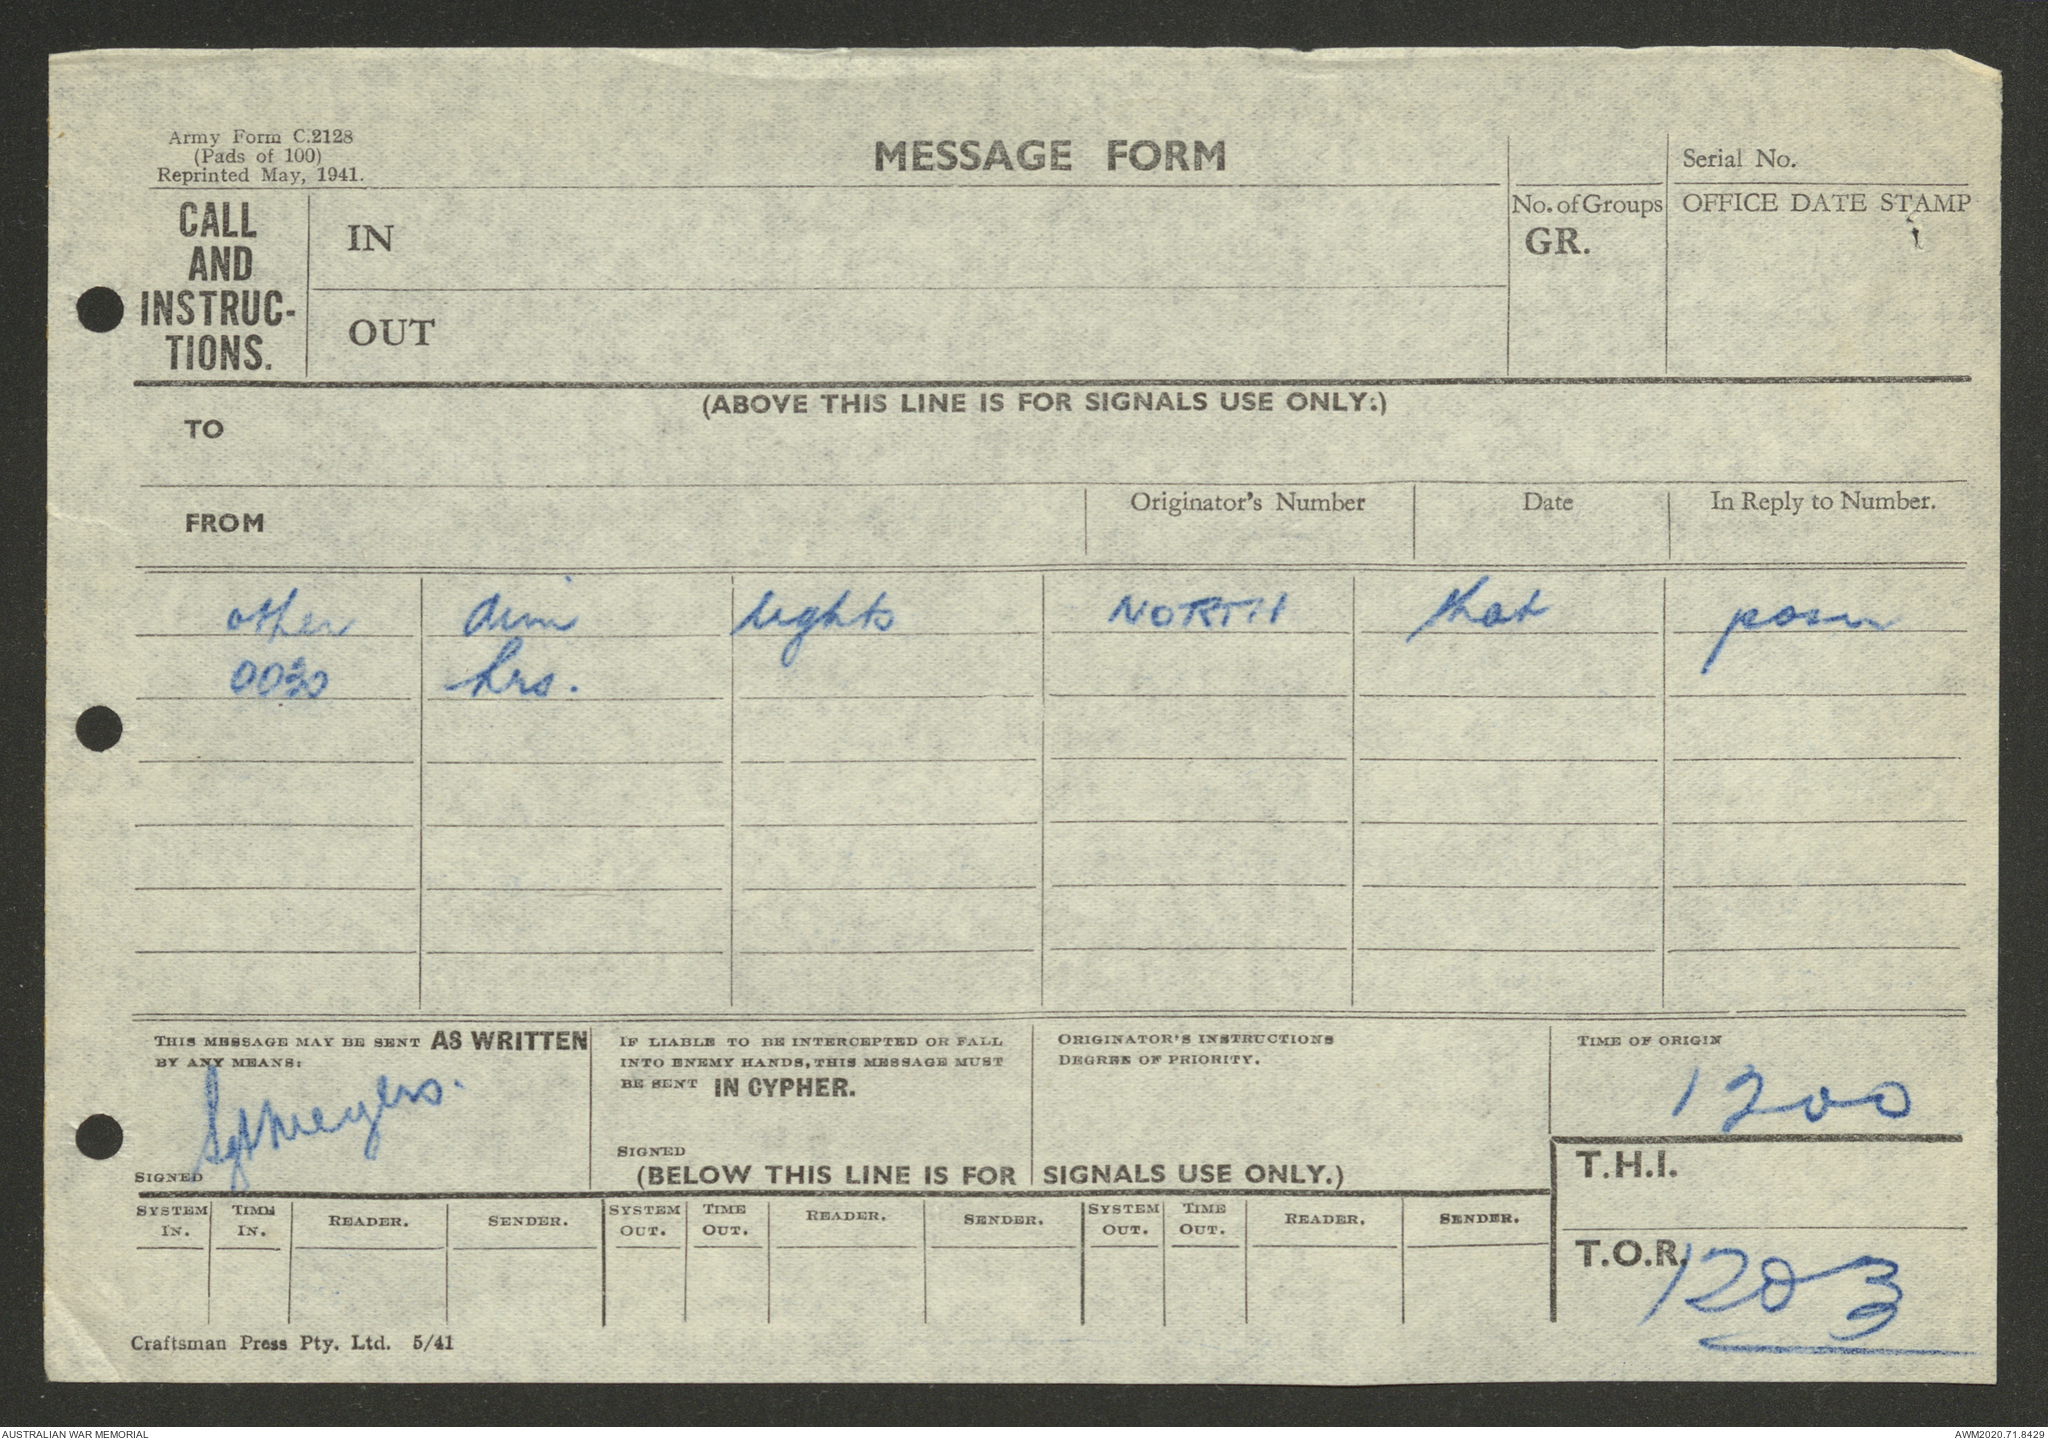 Army Form C.2128
(Pads of 100)
Reprinted May, 1941.
MESSAGE FORM
Serial No.
CALL
AND
INSTRUC-
TIONS.
IN
OUT
No. of Groups
GR.
OFFICE DATE STAMP
(ABOVE THIS LINE IS FOR SIGNALS USE ONLY.)
TO
FROM
Originator's Number
Date
In Reply to Number.
other dim lights NORTH that posn
0030 hrs.
THIS MESSAGE MAY BE SENT AS WRITTEN
BY ANY MEANS:
Sgt Meyers.
SIGNED
IF LIABLE TO BE INTERCEPTED OR FALL
INTO ENEMY HANDS, THIS MESSAGE MUST
BE SENT IN CYPHER.
SIGNED
ORIGINATOR'S INSTRUCTIONS
DEGREE OF PRIORITY.
TIME OF ORIGIN
1200
(BELOW THIS LINE IS FOR SIGNALS USE ONLY.)
T.H.I.
T.O.R. 1203
SYSTEM IN. TIME IN. READER. SENDER. SYSTEM OUT. TIME OUT. READER. SENDER. SYSTEM OUT. TIME OUT. READER. SENDER.
Craftsman Press Pty. Ltd. 5/41
AUSTRALIAN WAR MEMORIAL
AWM2020.71.8429